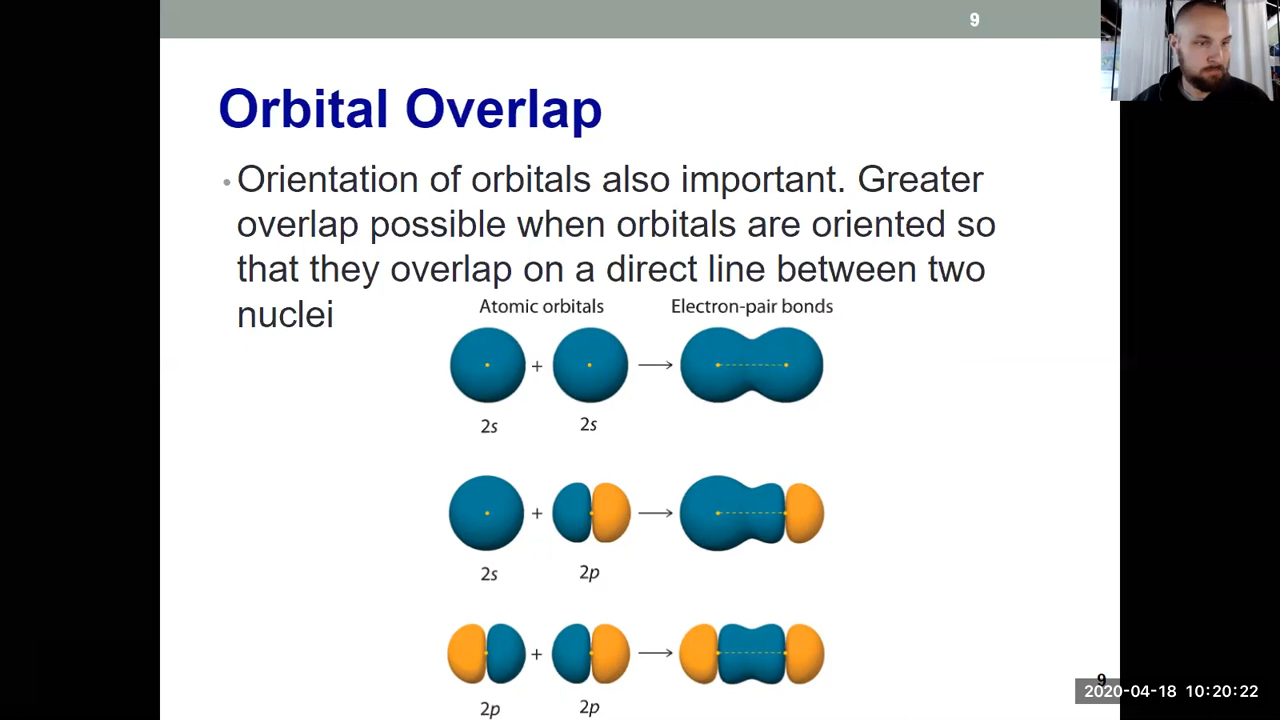 9
Orbital Overlap
• Orientation of orbitals also important. Greater
overlap possible when orbitals are oriented so
that they overlap on a direct line between two
nuclei
Atomic orbitals
Electron-pair bonds
+
2s
2s
+
2s
2p
+
2p
2p
9
2020-04-18 10:20:22